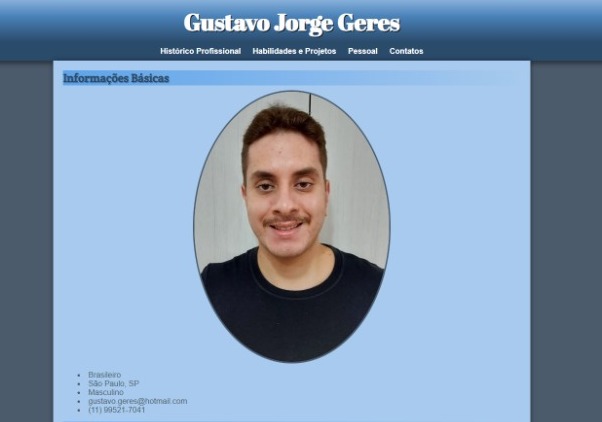 Gustavo Jorge Geres
Histórico Profissional Habilidades e Projetos Pessoal Contatos
Informações Básicas
Brasileiro
São Paulo, SP
Masculino
gustavo.geres@hotmail.com
(11) 99521-7041